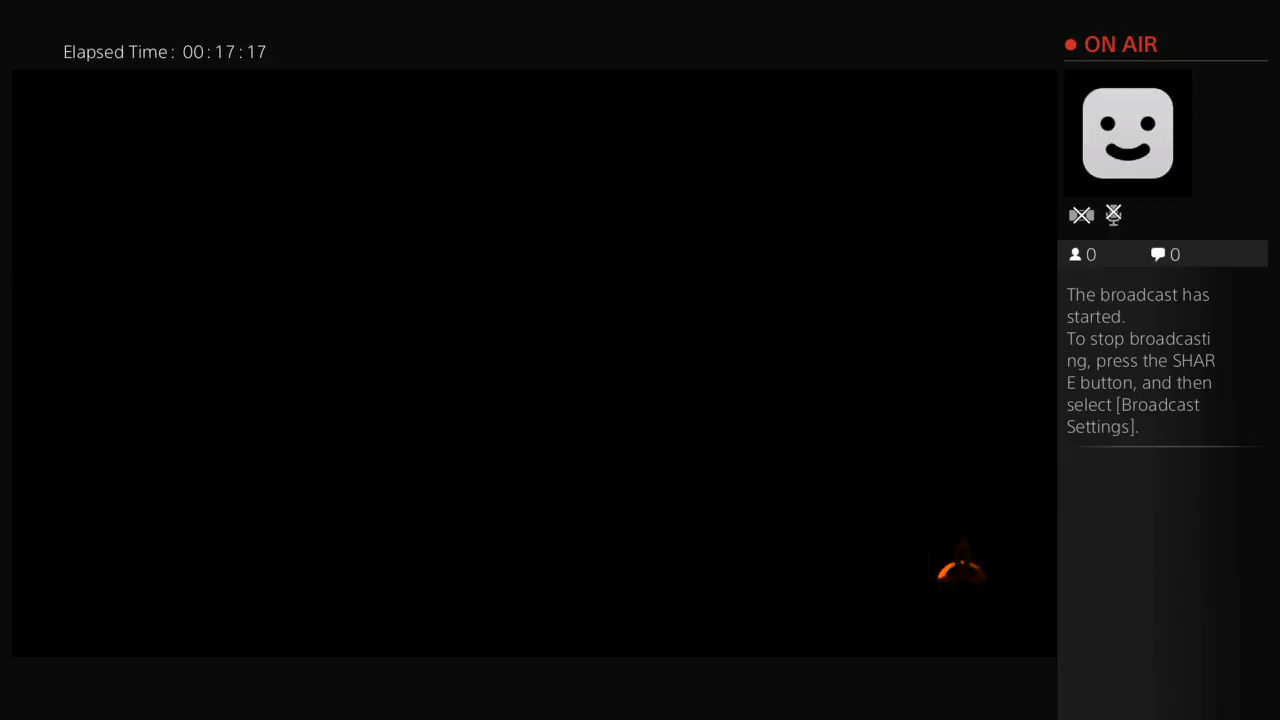 Elapsed Time: 00:17:17
ON AIR
0 0
The broadcast has
started.
To stop broadcasti
ng, press the SHAR
E button, and then
select [Broadcast
Settings].